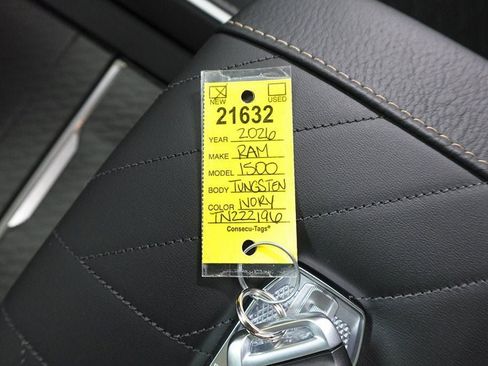 NEW USED
21632
YEAR 2026
MAKE RAM
MODEL 1500
BODY TUNGSTEN
COLOR IVORY
TN222196
Consecu-Tags®